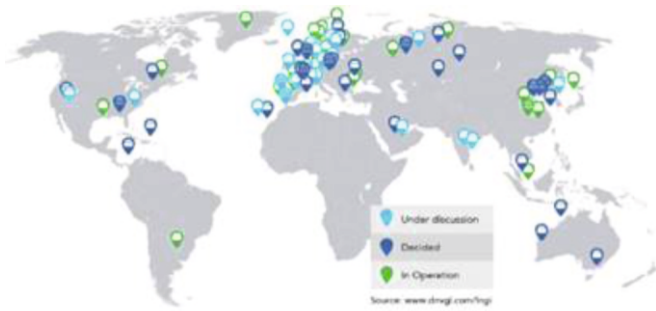 Under discussion
Decided
In Operation
Source: www.dnvgl.com/lngi